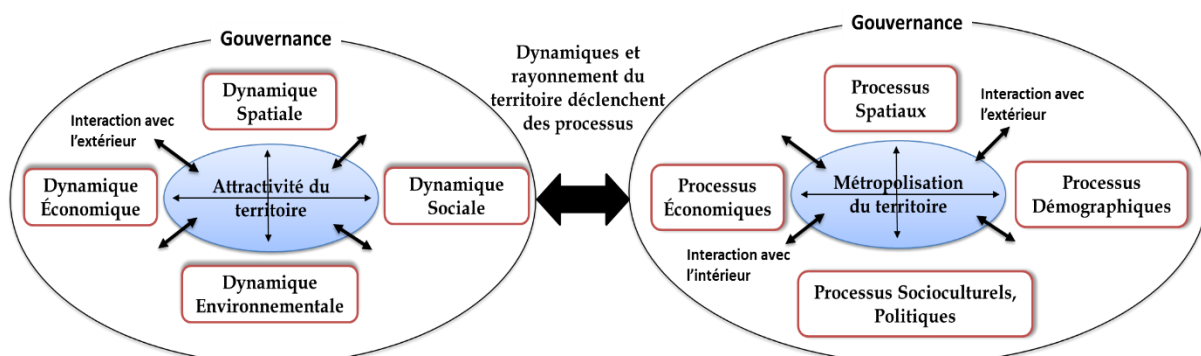 Gouvernance
Dynamique
Spatiale
Interaction avec
l'extérieur
Dynamique
Économique
Attractivité du
territoire
Dynamique
Sociale
Dynamique
Environnementale
Dynamiques et
rayonnement du
territoire déclenchent
des processus
Gouvernance
Processus
Spatiaux
Interaction avec
l'extérieur
Processus
Économiques
Métropolisation
du territoire
Processus
Démographiques
Interaction avec
l'intérieur
Processus Socioculturels,
Politiques